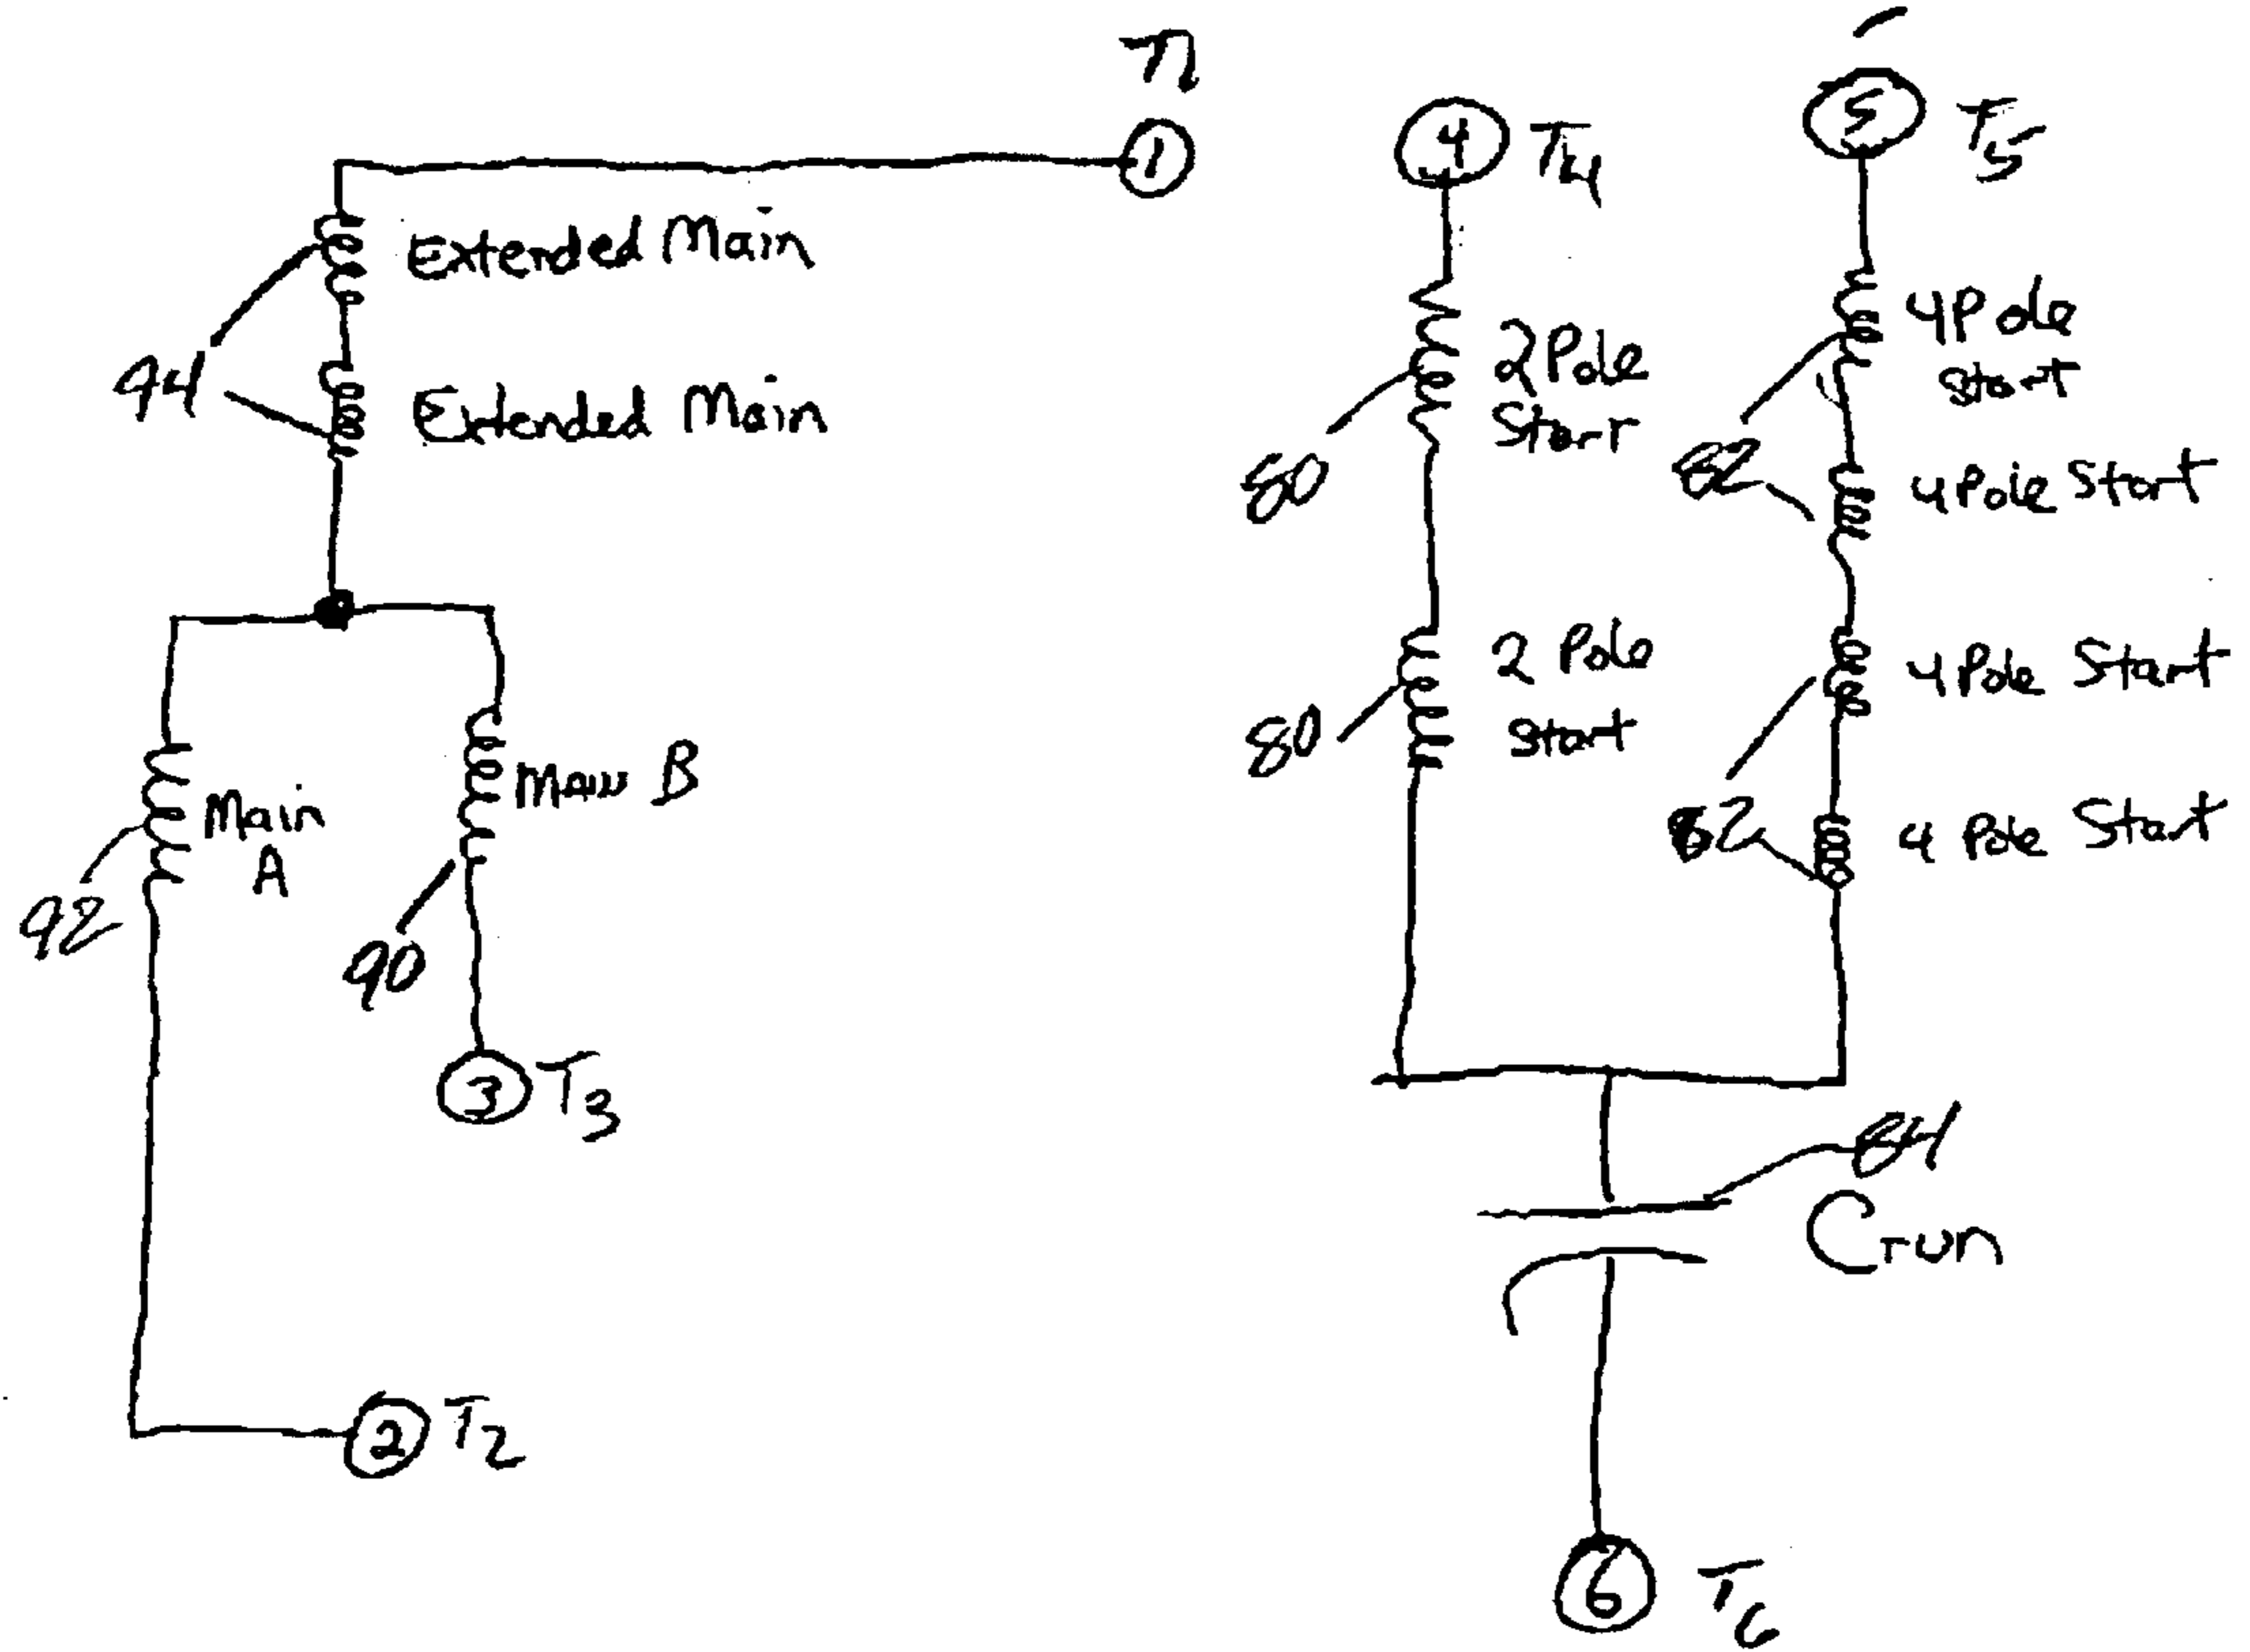 T1
1
4
T4
5
T5
Extended Main
94
Extended Main
2 Pole
Start
80
4 Pole
Start
82
4 Pole Start
2 Pole
Start
80
4 Pole Start
82
4 Pole Start
Main
A
92
Main B
90
3
T3
84
Crun
2
T2
6
T6